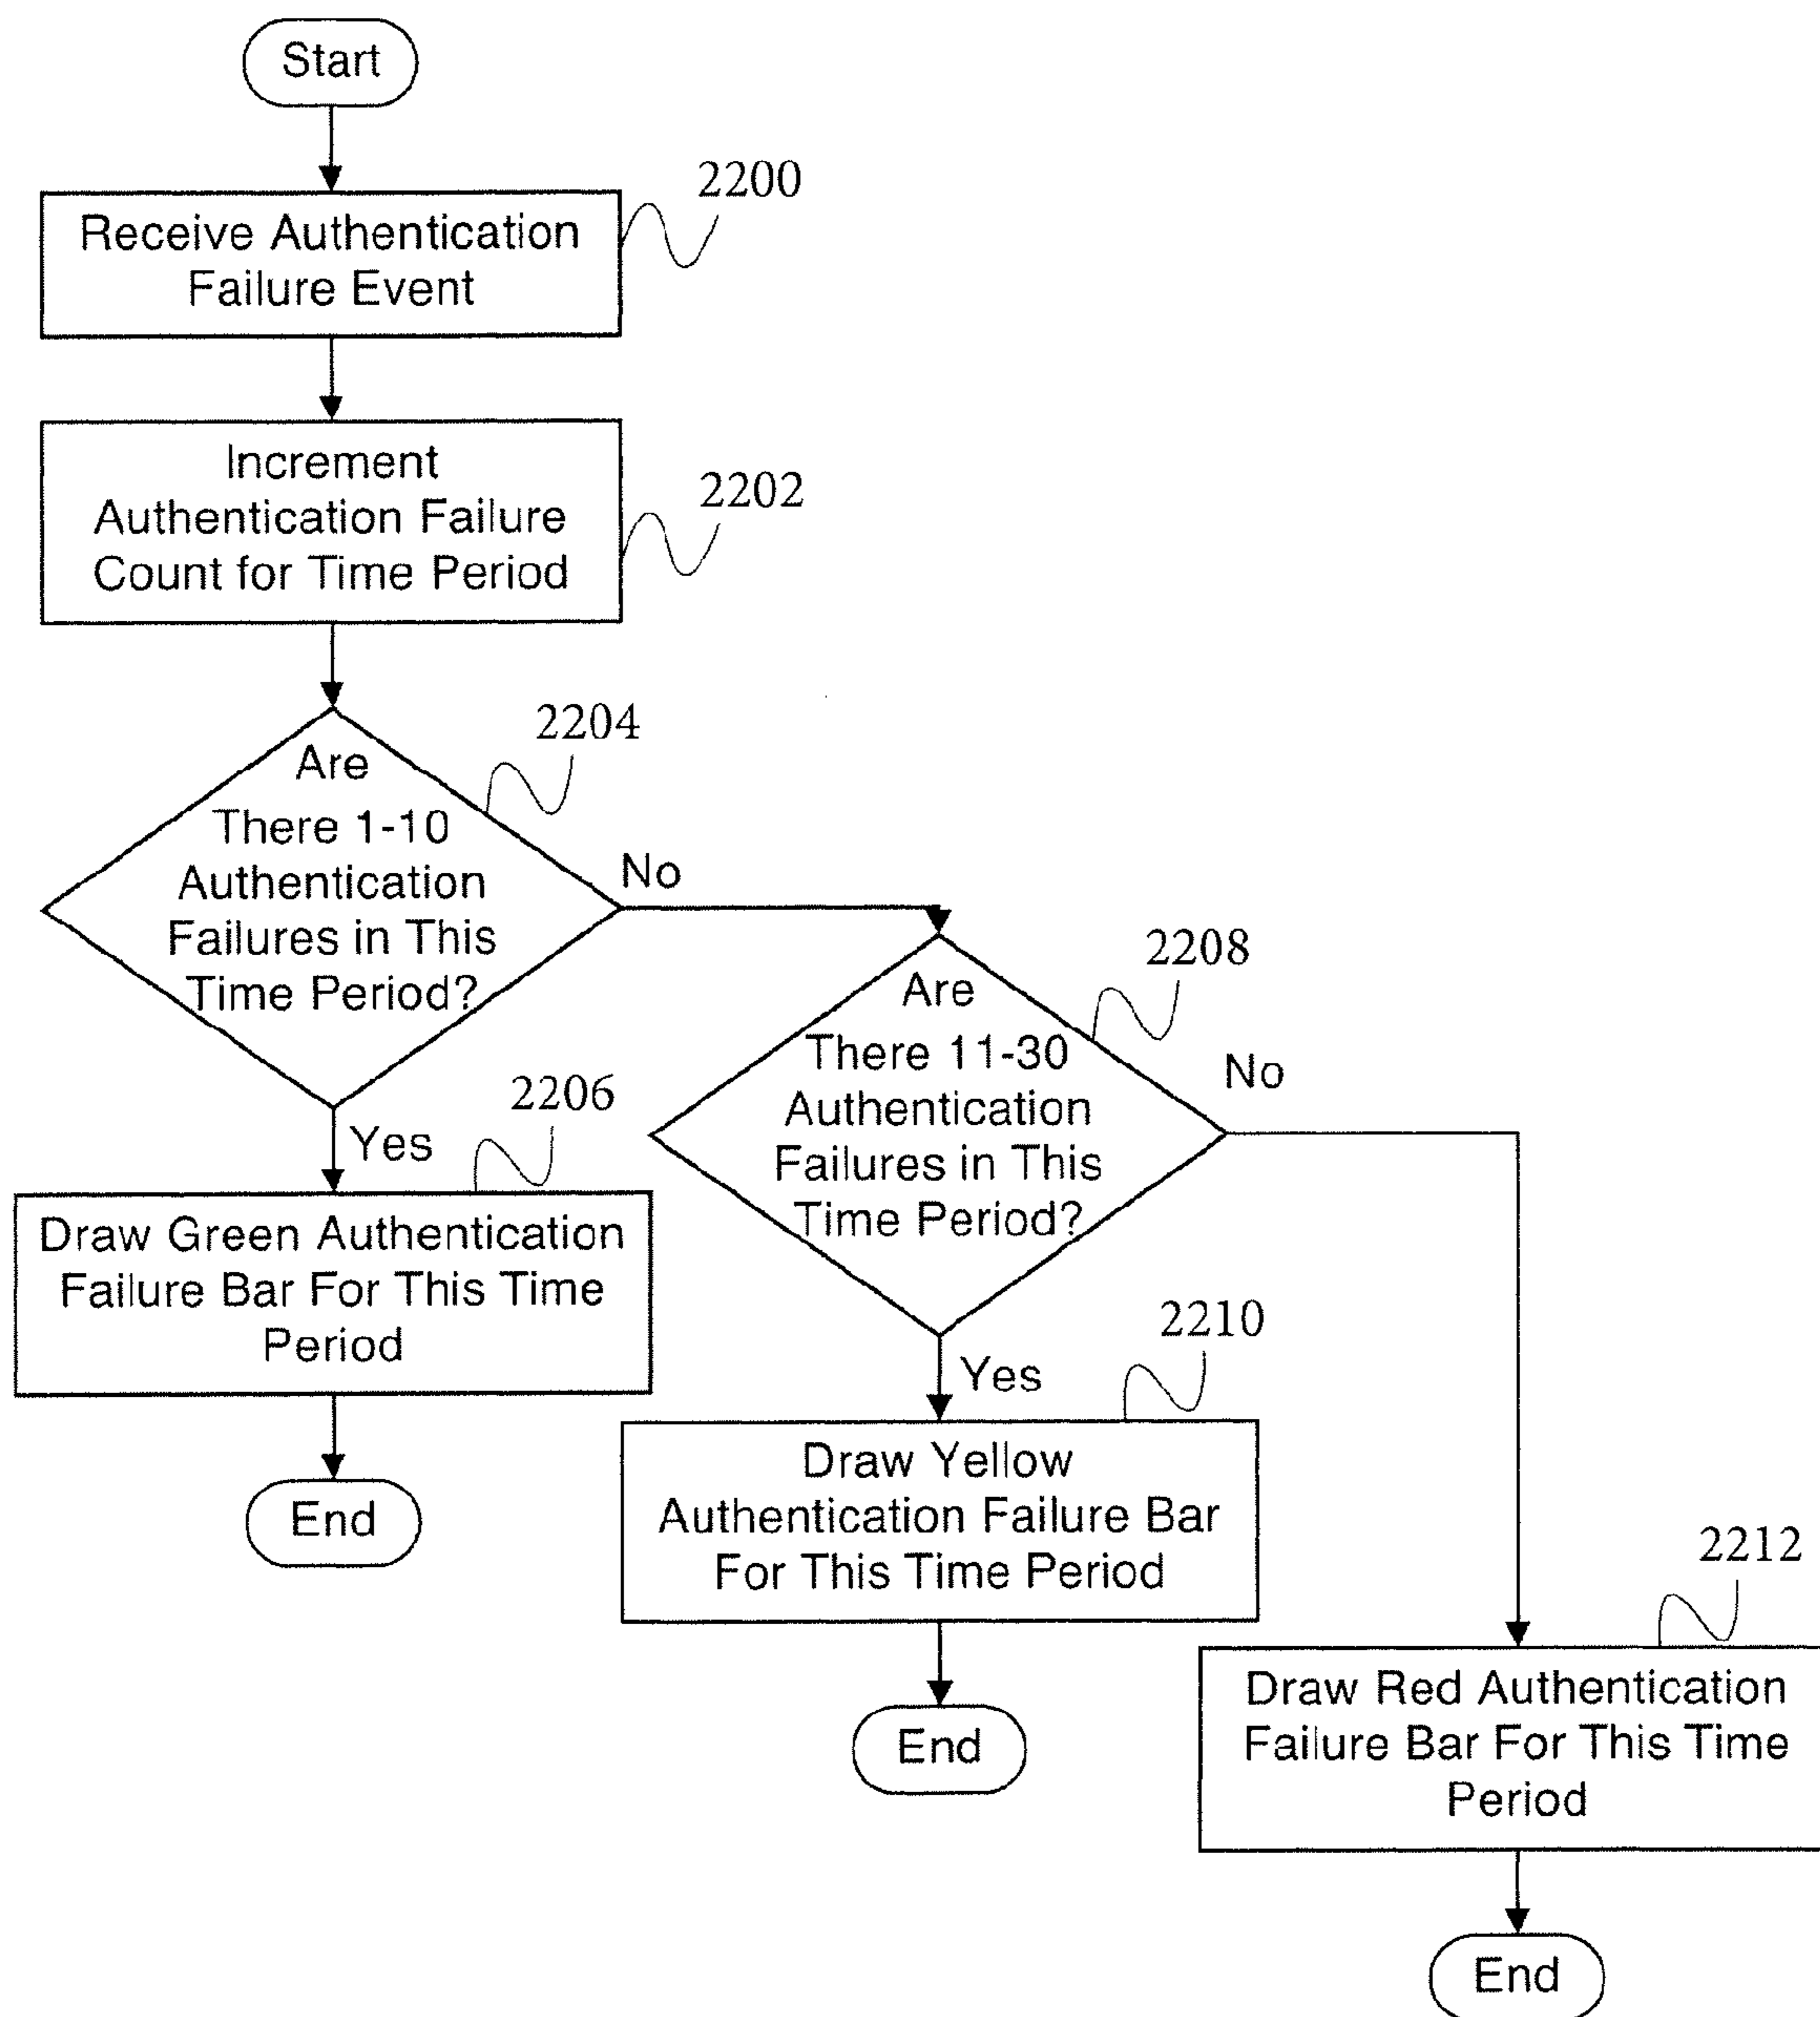 Start
2200
Receive Authentication
Failure Event
2202
Increment
Authentication Failure
Count for Time Period
2204
Are
There 1-10
Authentication
Failures in This
Time Period?
No
Yes
2206
Draw Green Authentication
Failure Bar For This Time
Period
End
2208
Are
There 11-30
Authentication
Failures in This
Time Period?
No
Yes
2210
Draw Yellow
Authentication Failure Bar
For This Time Period
End
2212
Draw Red Authentication
Failure Bar For This Time
Period
End